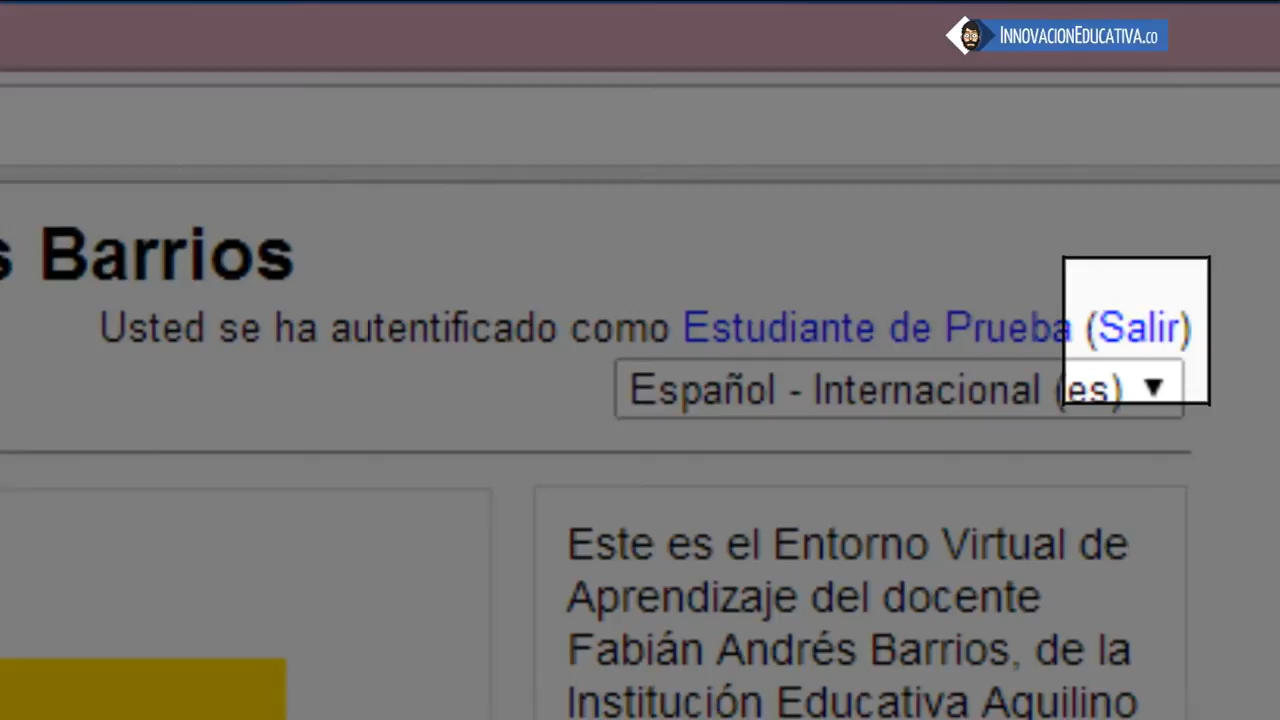 INNOVACIONEDUCATIVA.CO
s Barrios
Usted se ha autentificado como Estudiante de Prueba (Salir)
Español - Internacional (es)
Este es el Entorno Virtual de
Aprendizaje del docente
Fabián Andrés Barrios, de la
Institución Educativa Aquilino